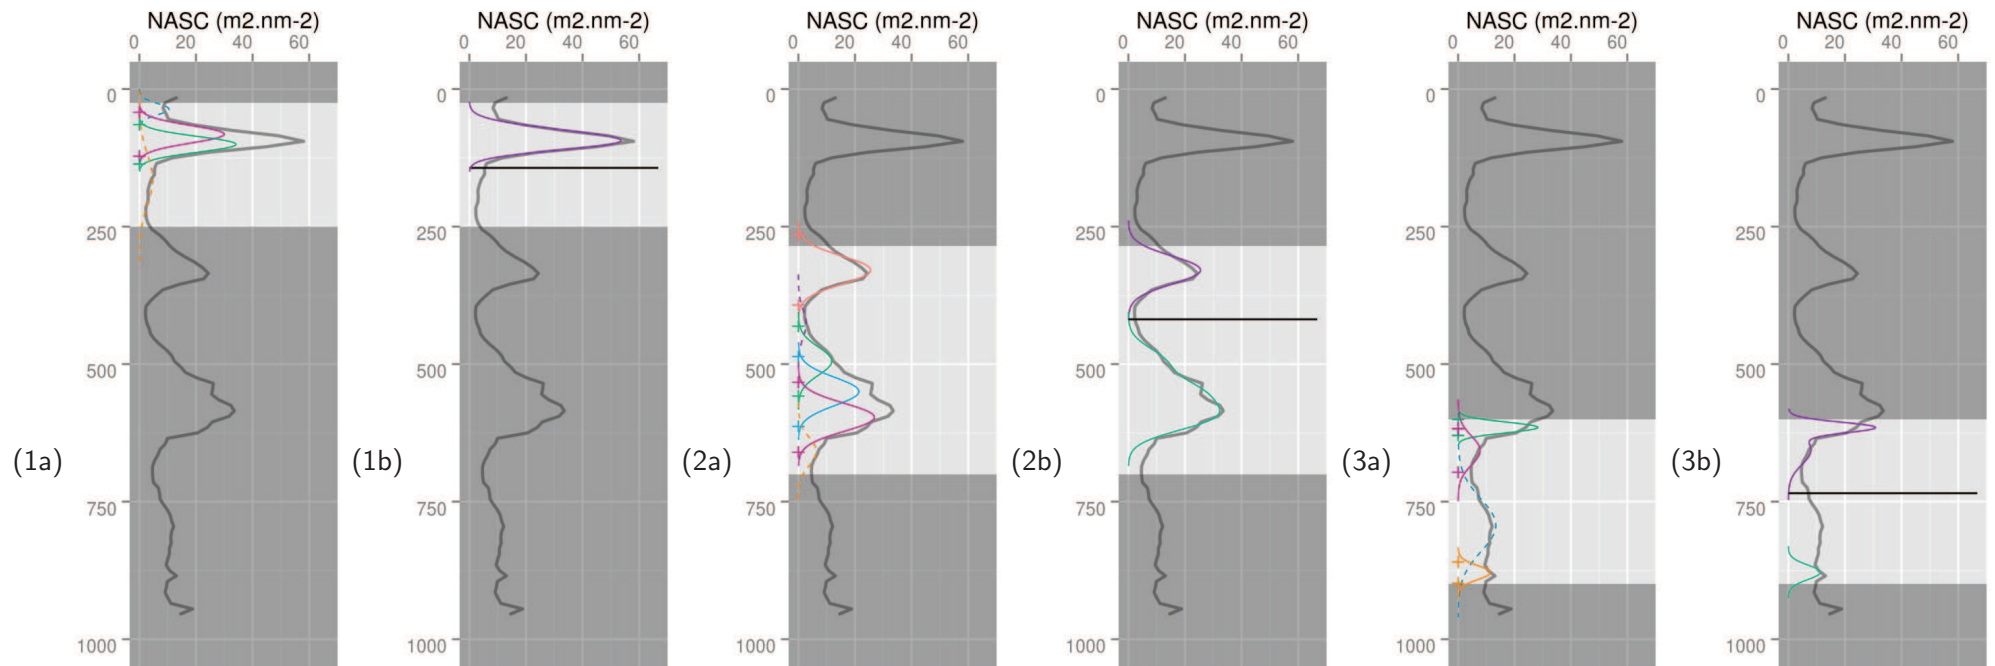 NASC (m2.nm-2) NASC (m2.nm-2) NASC (m2.nm-2) NASC (m2.nm-2) NASC (m2.nm-2) NASC (m2.nm-2)
0 20 40 60 0 20 40 60 0 20 40 60 0 20 40 60 0 20 40 60 0 20 40 60
0 0 0 0 0 0
250 250 250 250 250 250
(1a) (1b) (2a) (2b) (3a) (3b)
500 500 500 500 500 500
750 750 750 750 750 750
1000 1000 1000 1000 1000 1000